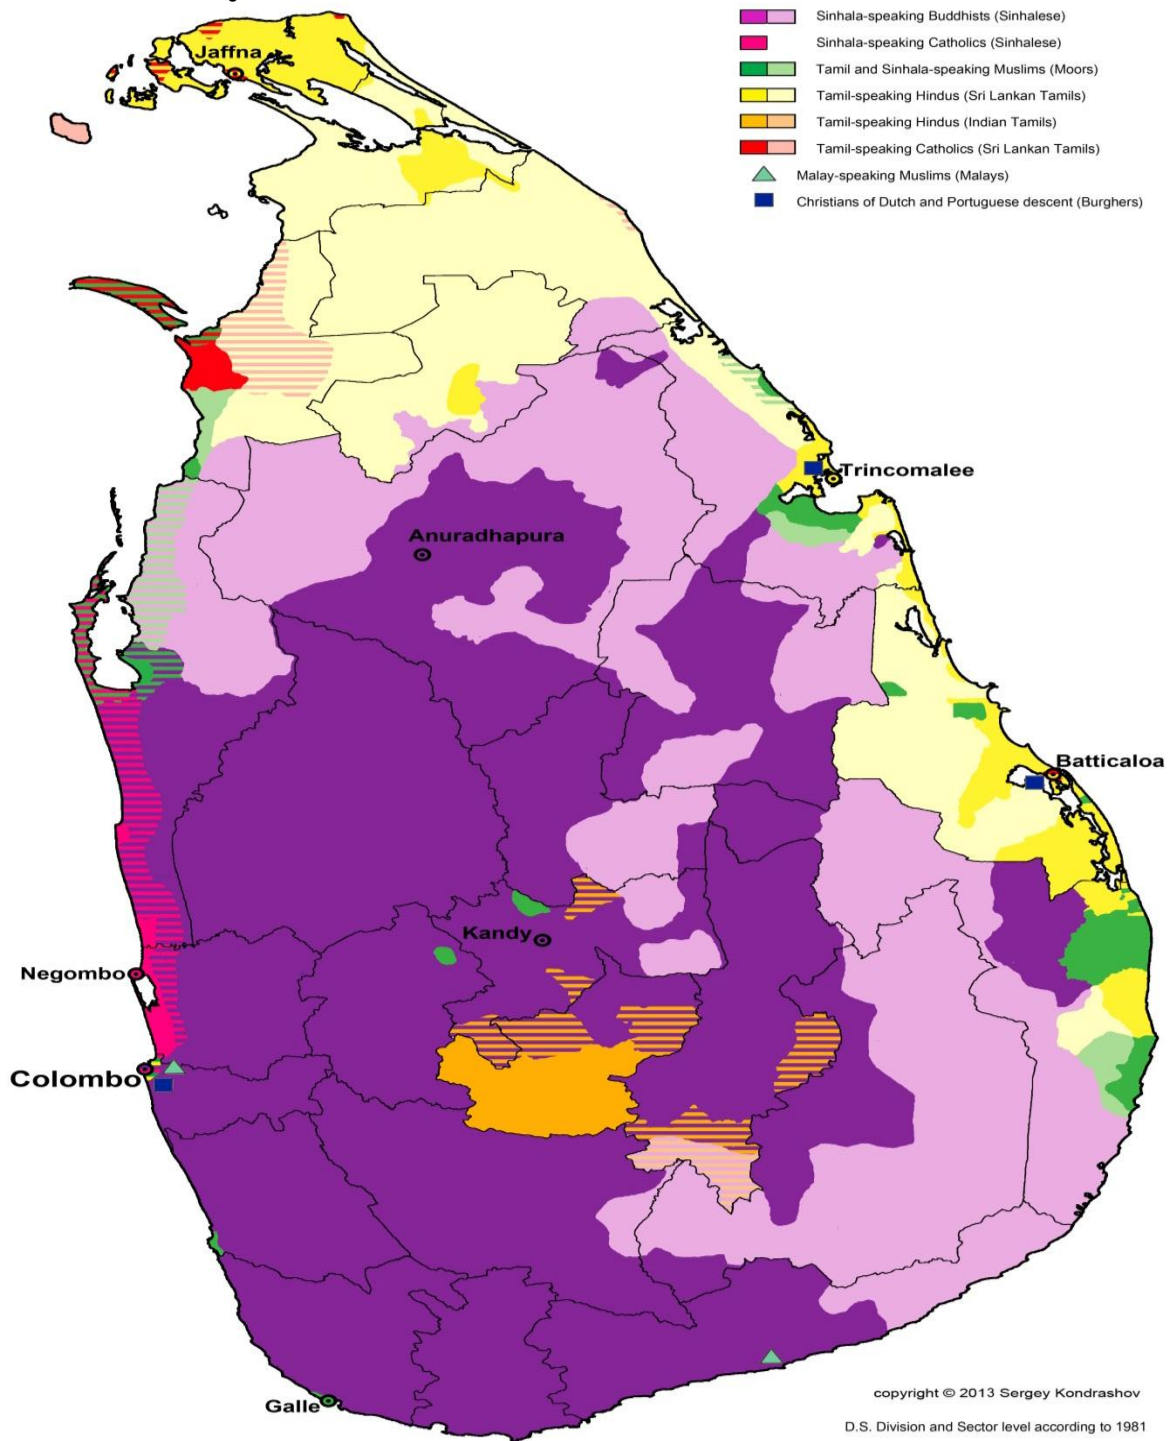 Sinhala-speaking Buddhists (Sinhalese)
Sinhala-speaking Catholics (Sinhalese)
Tamil and Sinhala-speaking Muslims (Moors)
Tamil-speaking Hindus (Sri Lankan Tamils)
Tamil-speaking Hindus (Indian Tamils)
Tamil-speaking Catholics (Sri Lankan Tamils)
Malay-speaking Muslims (Malays)
Christians of Dutch and Portuguese descent (Burghers)
Jaffna
Trincomalee
Anuradhapura
Batticaloa
Kandy
Negombo
Colombo
Galle
copyright © 2013 Sergey Kondrashov
D.S. Division and Sector level according to 1981